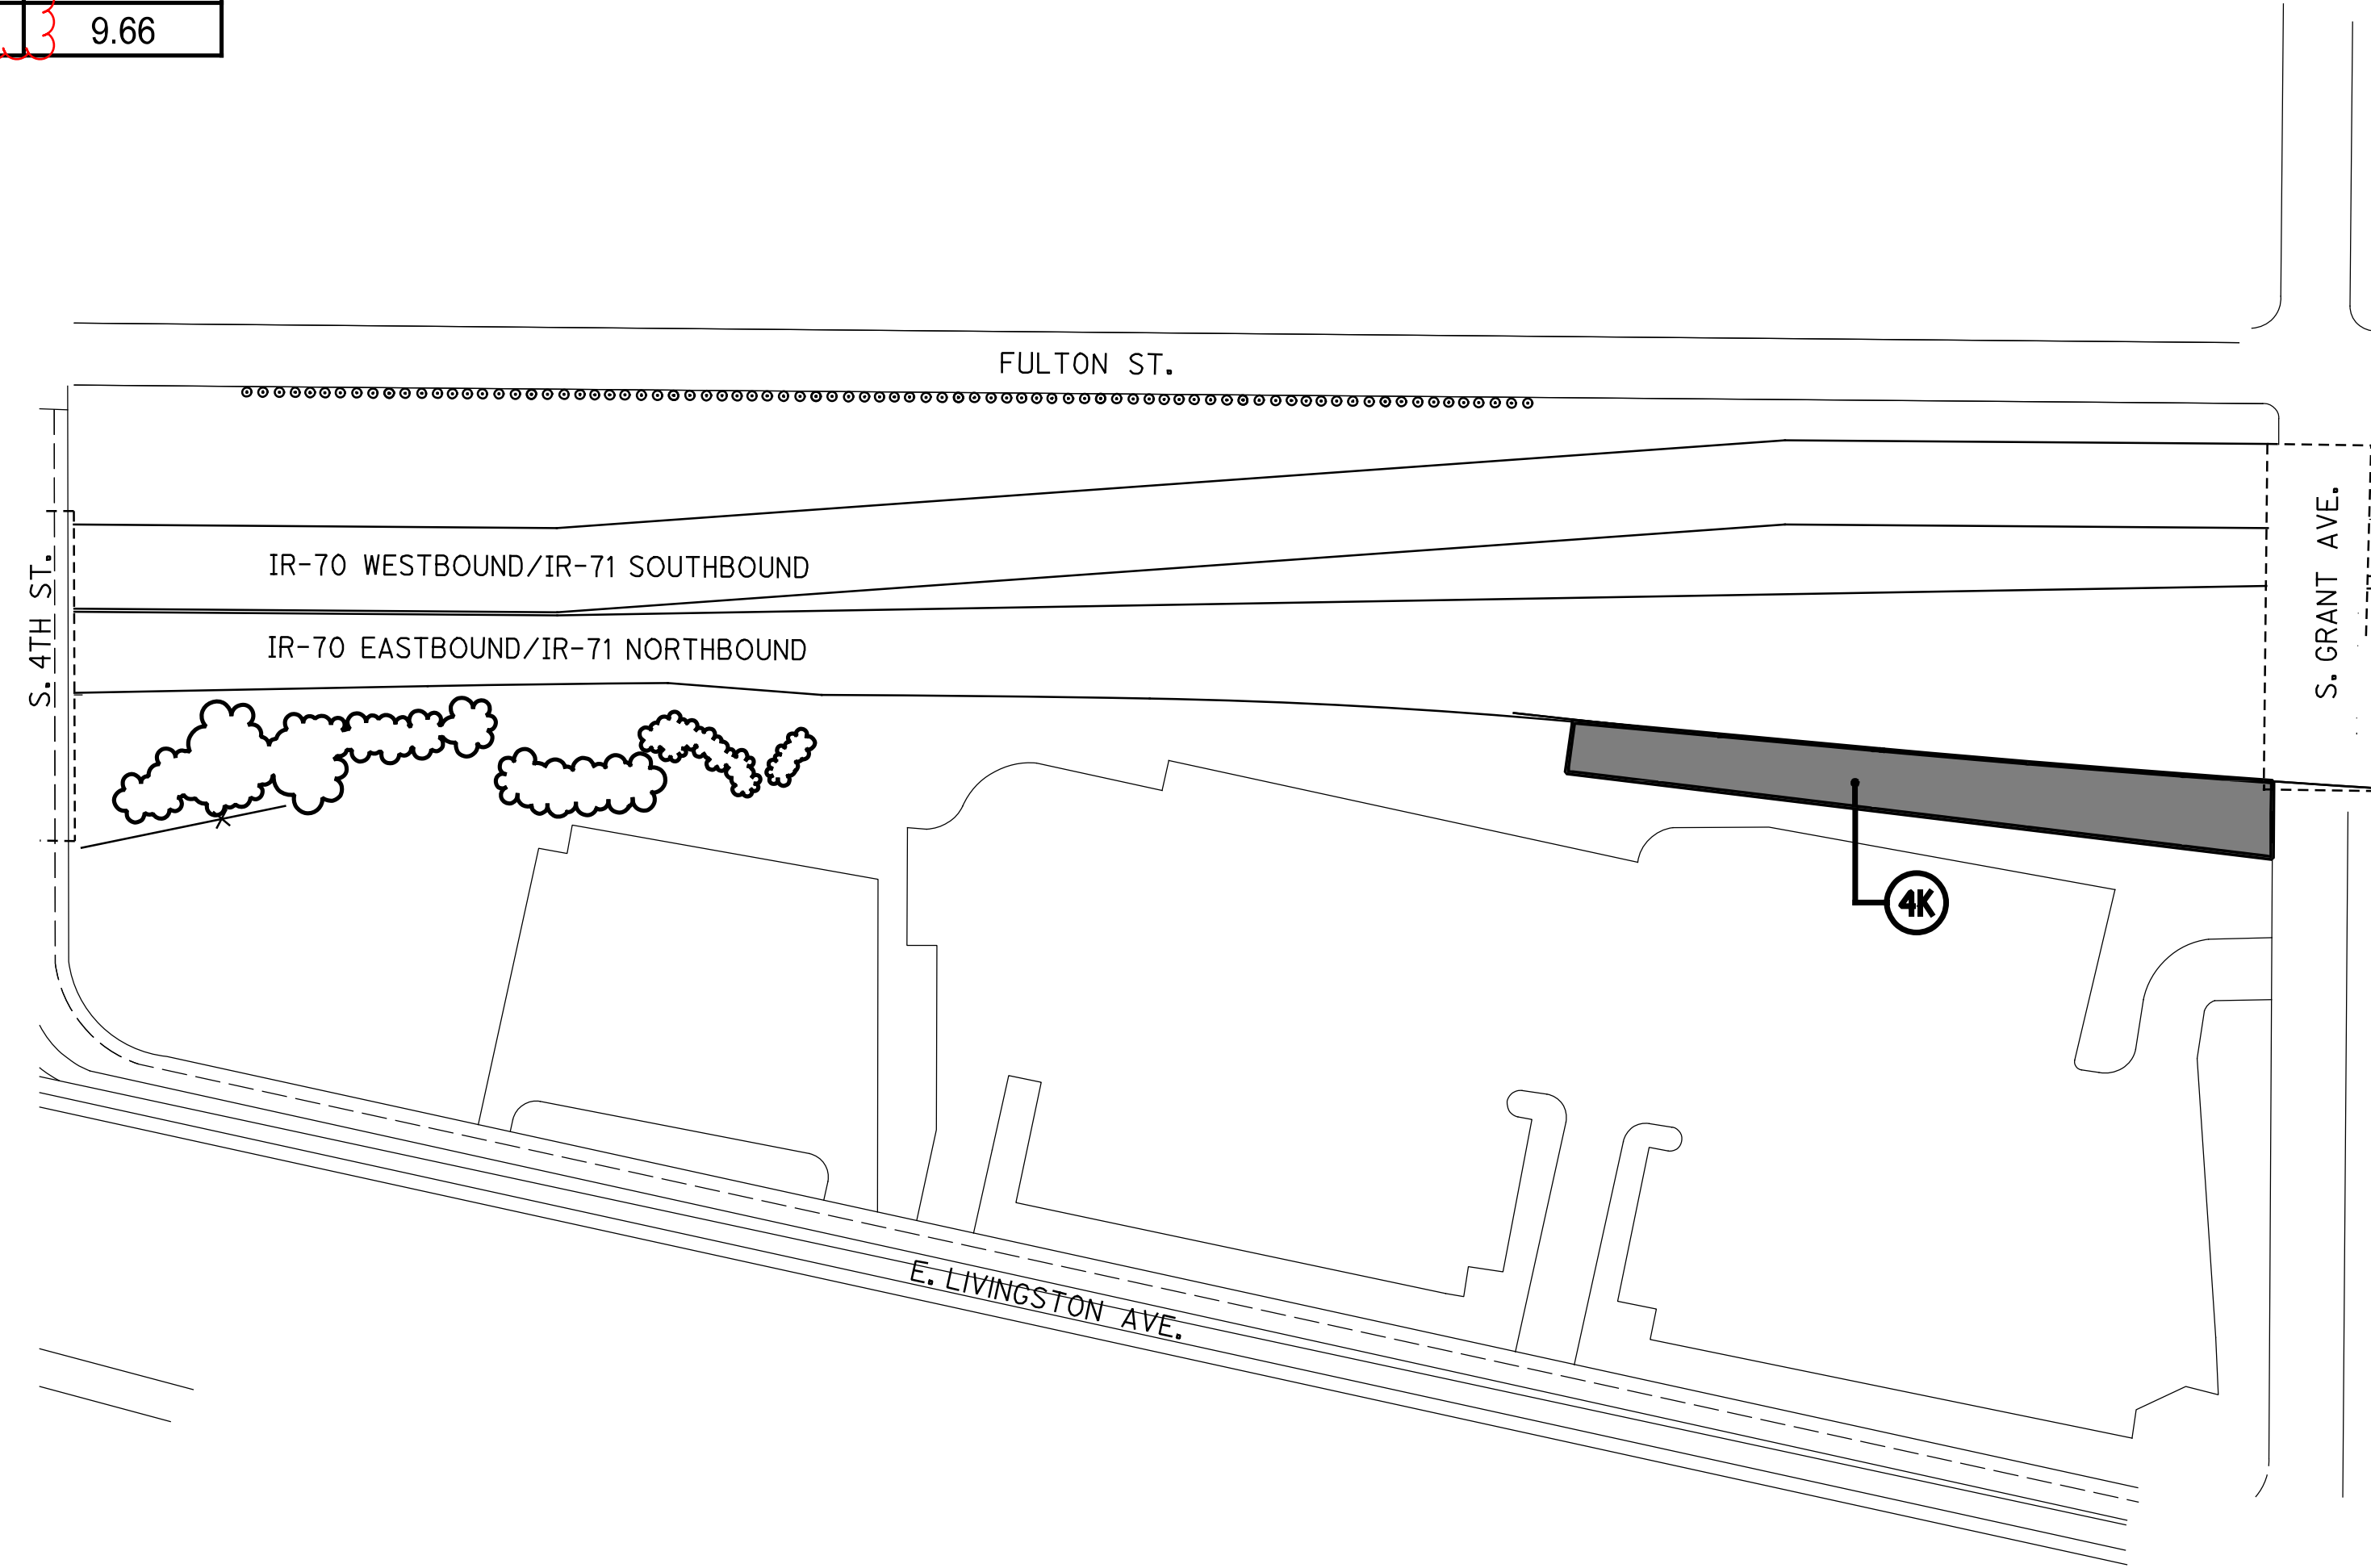 9.66
FULTON ST.
IR-70 WESTBOUND/IR-71 SOUTHBOUND
IR-70 EASTBOUND/IR-71 NORTHBOUND
S. 4TH ST.
S. GRANT AVE.
4K
E. LIVINGSTON AVE.